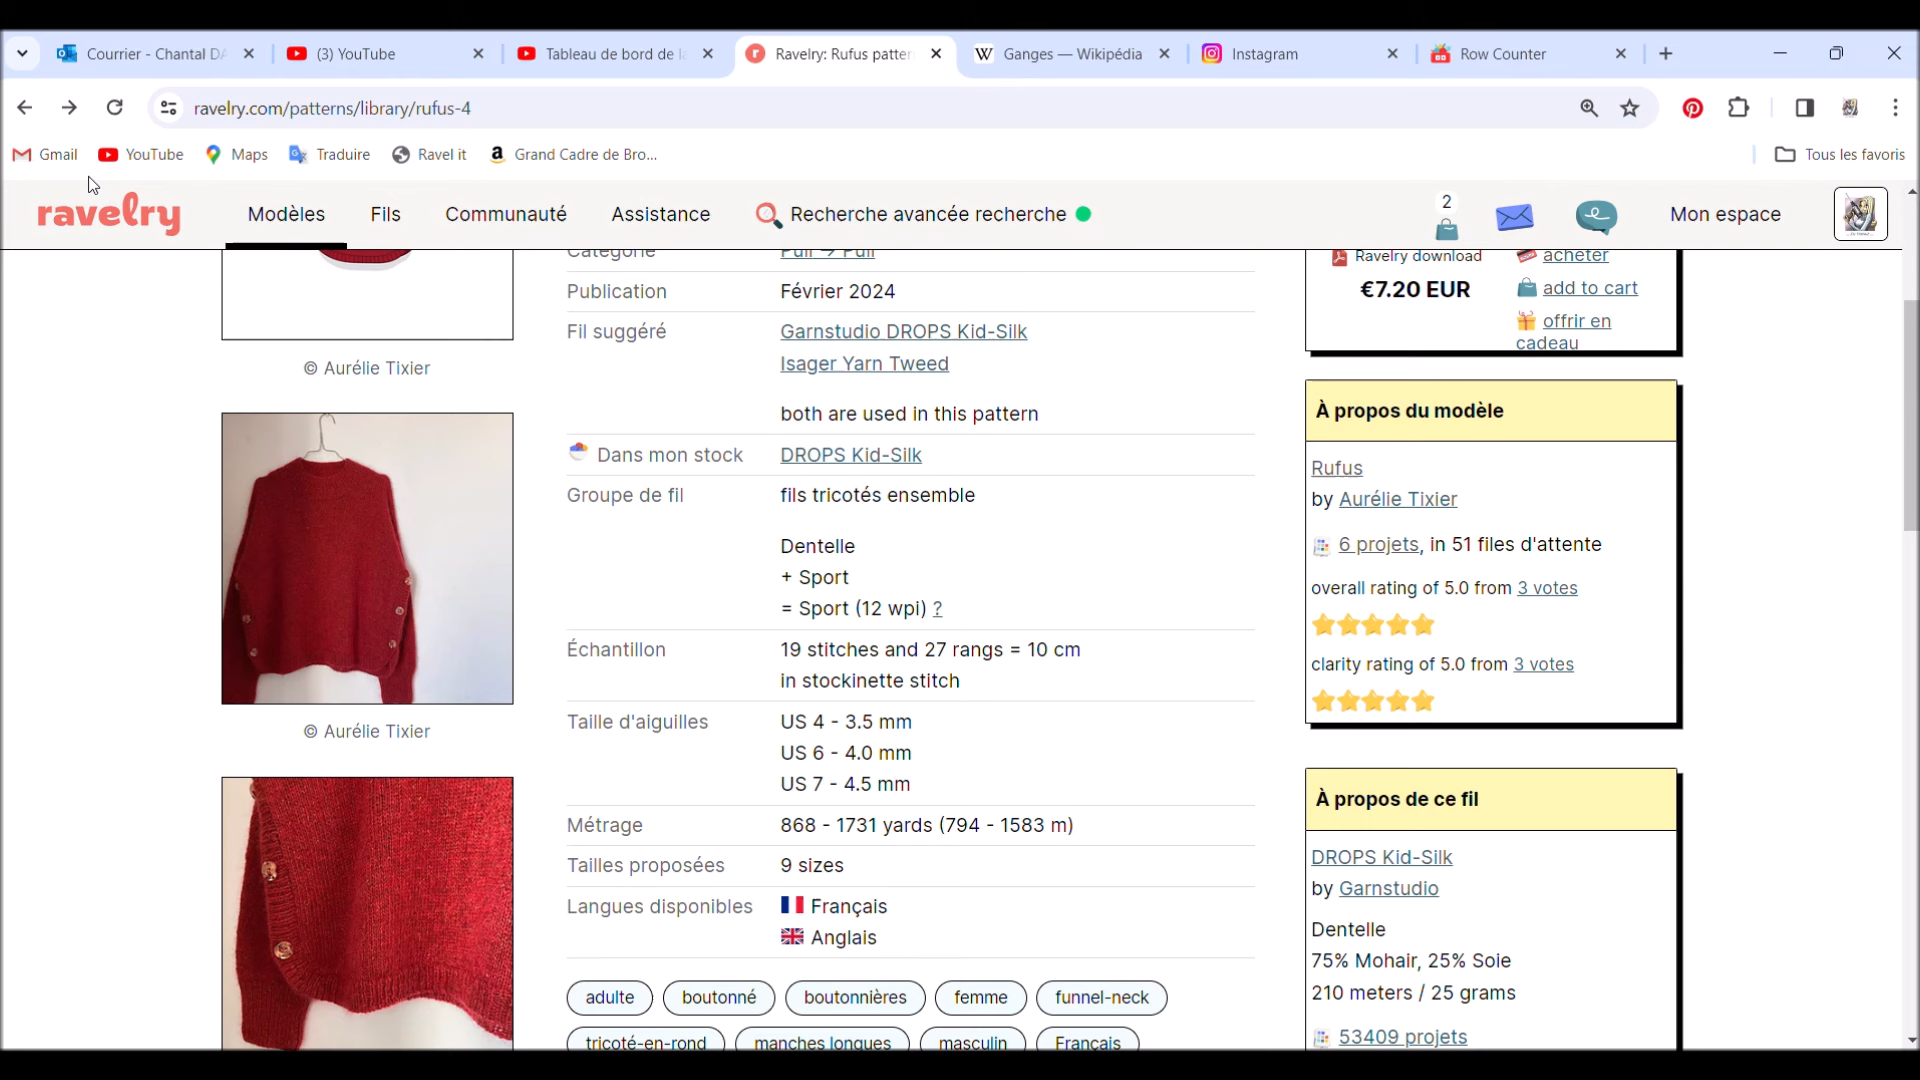 Courrier - Chantal DA
(3) YouTube
Tableau de bord de la
Ravelry: Rufus patter
Ganges — Wikipédia
Instagram
Row Counter
ravelry.com/patterns/library/rufus-4
Gmail
YouTube
Maps
Traduire
Ravel it
Grand Cadre de Bro...
Tous les favoris
ravelry
Modèles
Fils
Communauté
Assistance
Recherche avancée recherche
2
Mon espace
© Aurélie Tixier
© Aurélie Tixier
Catégorie Pull → Pull
Publication Février 2024
Fil suggéré Garnstudio DROPS Kid-Silk
Isager Yarn Tweed
both are used in this pattern
Dans mon stock DROPS Kid-Silk
Groupe de fil fils tricotés ensemble
Dentelle
+ Sport
= Sport (12 wpi) ?
Échantillon 19 stitches and 27 rangs = 10 cm
in stockinette stitch
Taille d'aiguilles US 4 - 3.5 mm
US 6 - 4.0 mm
US 7 - 4.5 mm
Métrage 868 - 1731 yards (794 - 1583 m)
Tailles proposées 9 sizes
Langues disponibles Français
Anglais
adulte boutonné boutonnières femme funnel-neck
tricoté-en-rond manches longues masculin Français
Ravelry download
€7.20 EUR
acheter
add to cart
offrir en
cadeau
À propos du modèle
Rufus
by Aurélie Tixier
6 projets, in 51 files d'attente
overall rating of 5.0 from 3 votes
clarity rating of 5.0 from 3 votes
À propos de ce fil
DROPS Kid-Silk
by Garnstudio
Dentelle
75% Mohair, 25% Soie
210 meters / 25 grams
53409 projets